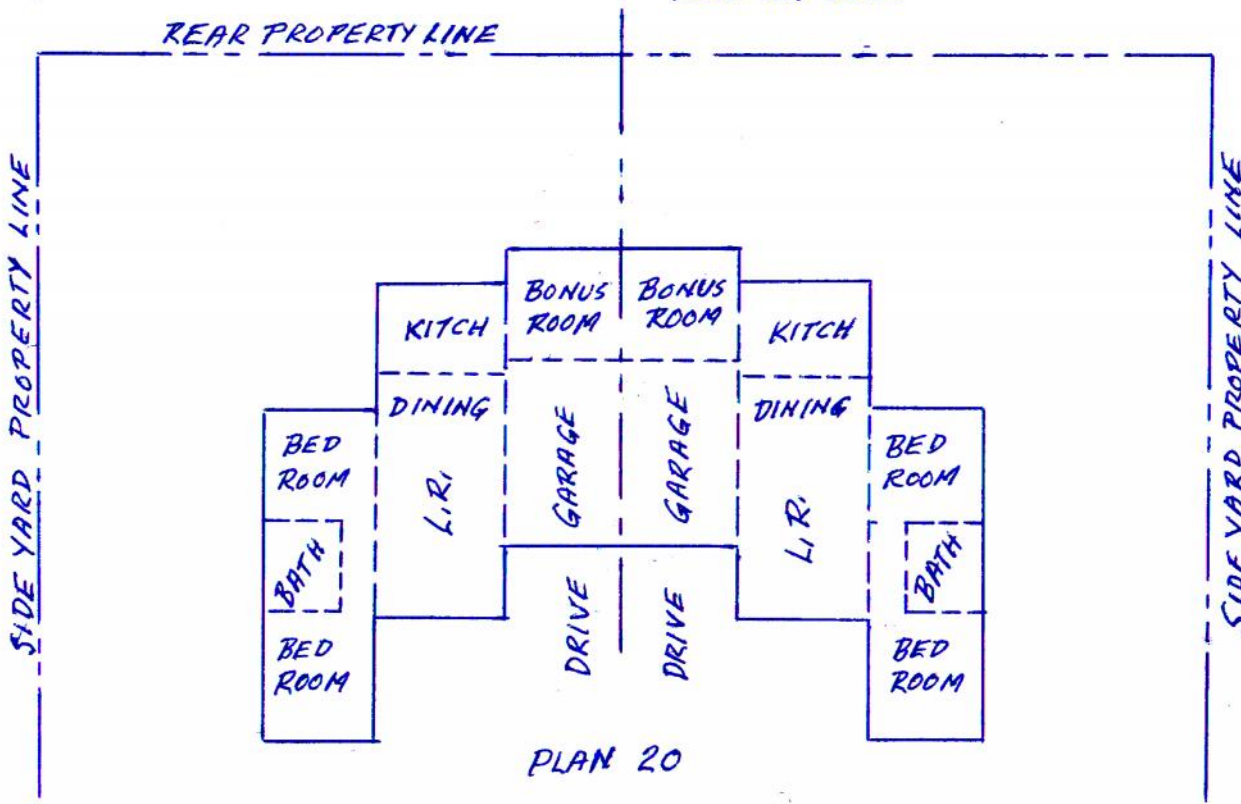 REAR PROPERTY LINE
SIDE YARD PROPERTY LINE
SIDE YARD PROPERTY LINE
BONUS
ROOM
BONUS
ROOM
KITCH
KITCH
DINING
DINING
GARAGE
GARAGE
BED
ROOM
BED
ROOM
L.R.
L.R.
BATH
BATH
DRIVE
DRIVE
BED
ROOM
BED
ROOM
PLAN 20